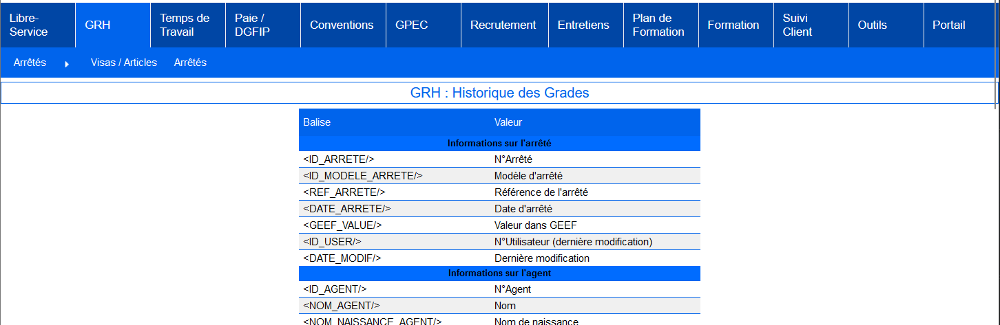 Libre-Service
GRH
Temps de Travail
Paie / DGFIP
Conventions
GPEC
Recrutement
Entretiens
Plan de Formation
Formation
Suivi Client
Outils
Portail
Arrêtés
Visas / Articles
Arrêtés
GRH : Historique des Grades
Balise Valeur
Informations sur l'arrêté
<ID_ARRETE/> N°Arrêté
<ID_MODELE_ARRETE/> Modèle d'arrêté
<REF_ARRETE/> Référence de l'arrêté
<DATE_ARRETE/> Date d'arrêté
<GEEF_VALUE/> Valeur dans GEEF
<ID_USER/> N°Utilisateur (dernière modification)
<DATE_MODIF/> Dernière modification
Informations sur l'agent
<ID_AGENT/> N°Agent
<NOM_AGENT/> Nom
<NOM_NAISSANCE_AGENT/> Nom de naissance